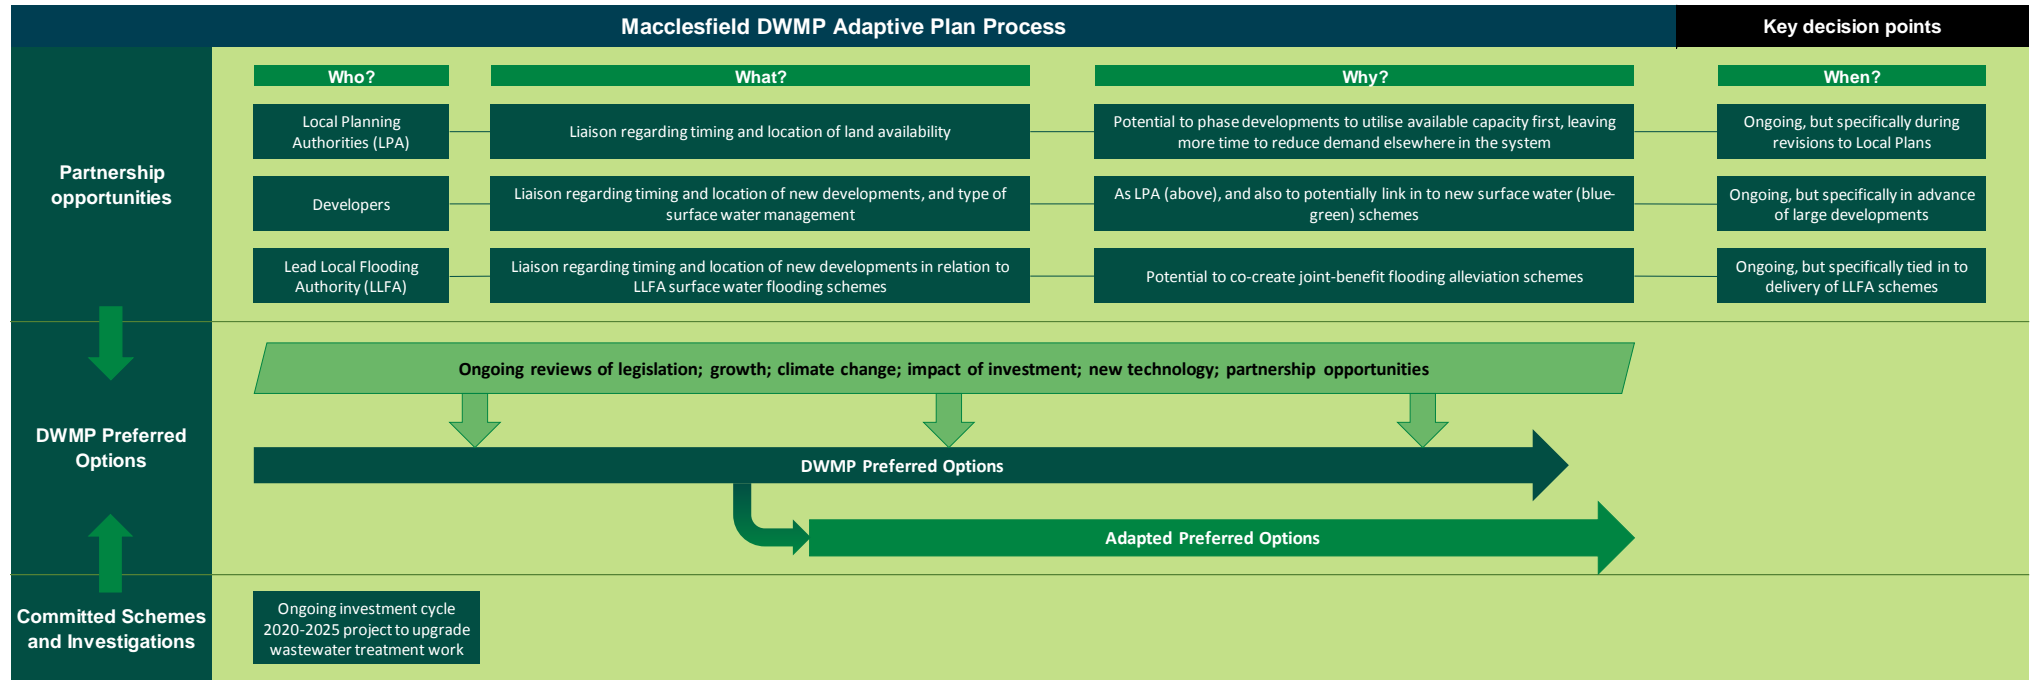 Macclesfield DWMP Adaptive Plan Process
Key decision points
Partnership
opportunities
Who?
What?
Why?
When?
Local Planning
Authorities (LPA)
Liaison regarding timing and location of land availability
Potential to phase developments to utilise available capacity first, leaving
more time to reduce demand elsewhere in the system
Ongoing, but specifically during
revisions to Local Plans
Developers
Liaison regarding timing and location of new developments, and type of
surface water management
As LPA (above), and also to potentially link in to new surface water (blue-
green) schemes
Ongoing, but specifically in advance
of large developments
Lead Local Flooding
Authority (LLFA)
Liaison regarding timing and location of new developments in relation to
LLFA surface water flooding schemes
Potential to co-create joint-benefit flooding alleviation schemes
Ongoing, but specifically tied in to
delivery of LLFA schemes
DWMP Preferred
Options
Ongoing reviews of legislation; growth; climate change; impact of investment; new technology; partnership opportunities
DWMP Preferred Options
Adapted Preferred Options
Committed Schemes
and Investigations
Ongoing investment cycle
2020-2025 project to upgrade
wastewater treatment work